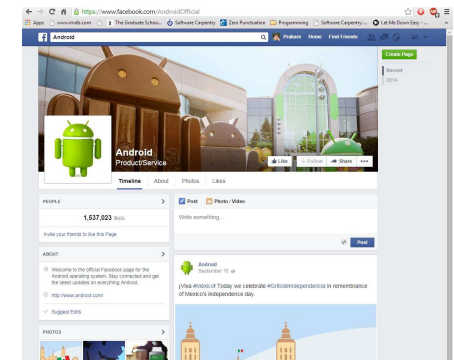 https://www.facebook.com/AndroidOfficial
Apps www.imdb.com The Graduate Schoo... Software Carpentry Zero Punctuation Programming Software Carpentry: ... Let Me Down Easy - ...
Android
Prakam Home Find Friends
Create Page
Recent
2014
Android
Product/Service
Like + Follow Share •••
Timeline About Photos Likes
PEOPLE >
1,537,023 likes
Invite your friends to like this Page
ABOUT >
Welcome to the official Facebook page for the
Android operating system. Stay connected and get
the latest updates on everything Android.
http://www.android.com/
Suggest Edits
PHOTOS >
Post Photo / Video
Write something...
Post
Android
September 16
¡Viva #México! Today we celebrate #GritodeIndependencia in remembrance
of Mexico's independence day.